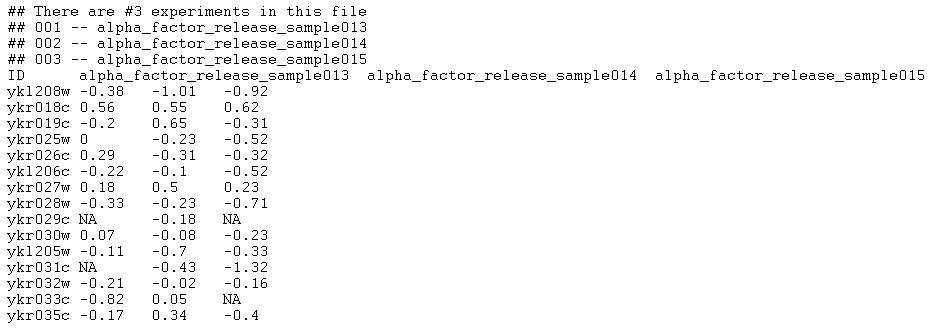 ## There are #3 experiments in this file
## 001 -- alpha_factor_release_sample013
## 002 -- alpha_factor_release_sample014
## 003 -- alpha_factor_release_sample015
ID alpha_factor_release_sample013 alpha_factor_release_sample014 alpha_factor_release_sample015
ykl208w -0.38 -1.01 -0.92
ykr018c 0.56 0.55 0.62
ykr019c -0.2 0.65 -0.31
ykr025w 0 -0.23 -0.52
ykr026c 0.29 -0.31 -0.32
ykl206c -0.22 -0.1 -0.52
ykr027w 0.18 0.5 0.23
ykr028w -0.33 -0.23 -0.71
ykr029c NA -0.18 NA
ykr030w 0.07 -0.08 -0.23
ykl205w -0.11 -0.7 -0.33
ykr031c NA -0.43 -1.32
ykr032w -0.21 -0.02 -0.16
ykr033c -0.82 0.05 NA
ykr035c -0.17 0.34 -0.4